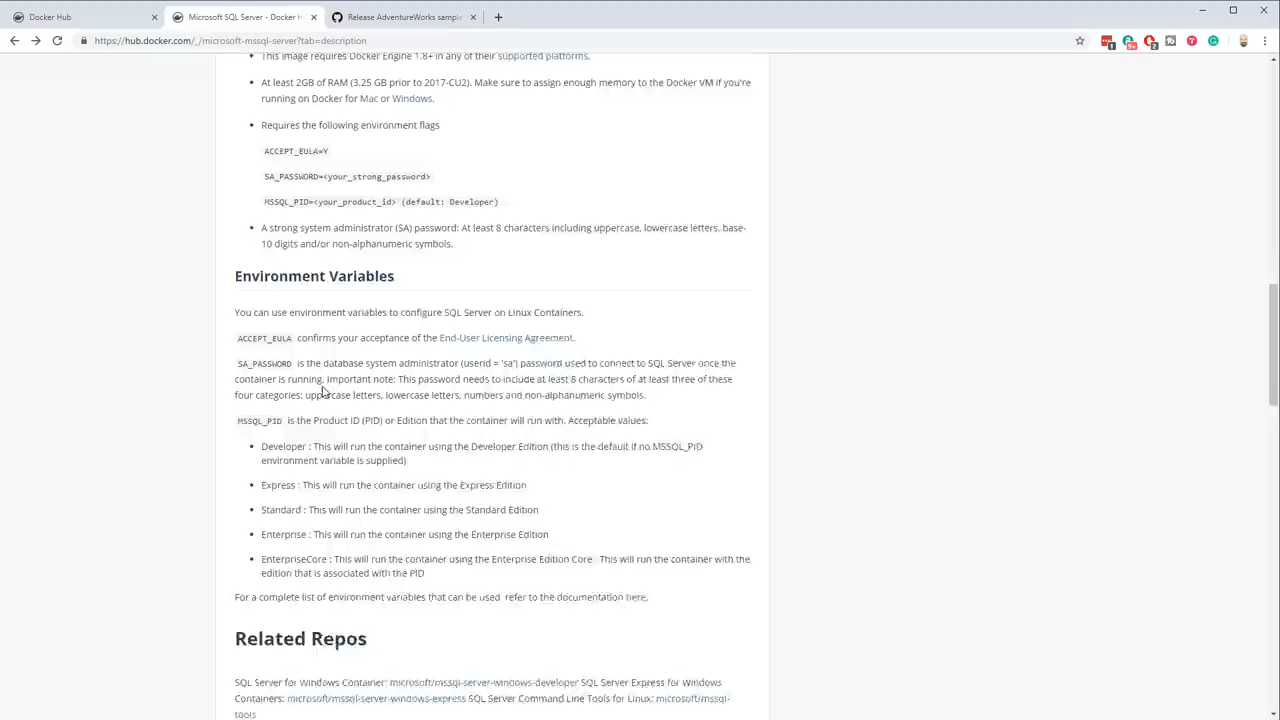 Docker Hub
Microsoft SQL Server - Docker H
Release AdventureWorks sample
https://hub.docker.com/_/microsoft-mssql-server?tab=description
This image requires Docker Engine 1.8+ in any of their supported platforms.
At least 2GB of RAM (3.25 GB prior to 2017-CU2). Make sure to assign enough memory to the Docker VM if you're
running on Docker for Mac or Windows.
Requires the following environment flags
ACCEPT_EULA=Y
SA_PASSWORD=<your_strong_password>
MSSQL_PID=<your_product_id> (default: Developer)
A strong system administrator (SA) password: At least 8 characters including uppercase, lowercase letters, base-
10 digits and/or non-alphanumeric symbols.
Environment Variables
You can use environment variables to configure SQL Server on Linux Containers.
ACCEPT_EULA confirms your acceptance of the End-User Licensing Agreement.
SA_PASSWORD is the database system administrator (userid = 'sa') password used to connect to SQL Server once the
container is running. Important note: This password needs to include at least 8 characters of at least three of these
four categories: uppercase letters, lowercase letters, numbers and non-alphanumeric symbols.
MSSQL_PID is the Product ID (PID) or Edition that the container will run with. Acceptable values:
Developer : This will run the container using the Developer Edition (this is the default if no MSSQL_PID
environment variable is supplied)
Express : This will run the container using the Express Edition
Standard : This will run the container using the Standard Edition
Enterprise : This will run the container using the Enterprise Edition
EnterpriseCore : This will run the container using the Enterprise Edition Core : This will run the container with the
edition that is associated with the PID
For a complete list of environment variables that can be used, refer to the documentation here.
Related Repos
SQL Server for Windows Container: microsoft/mssql-server-windows-developer SQL Server Express for Windows
Containers: microsoft/mssql-server-windows-express SQL Server Command Line Tools for Linux: microsoft/mssql-
tools